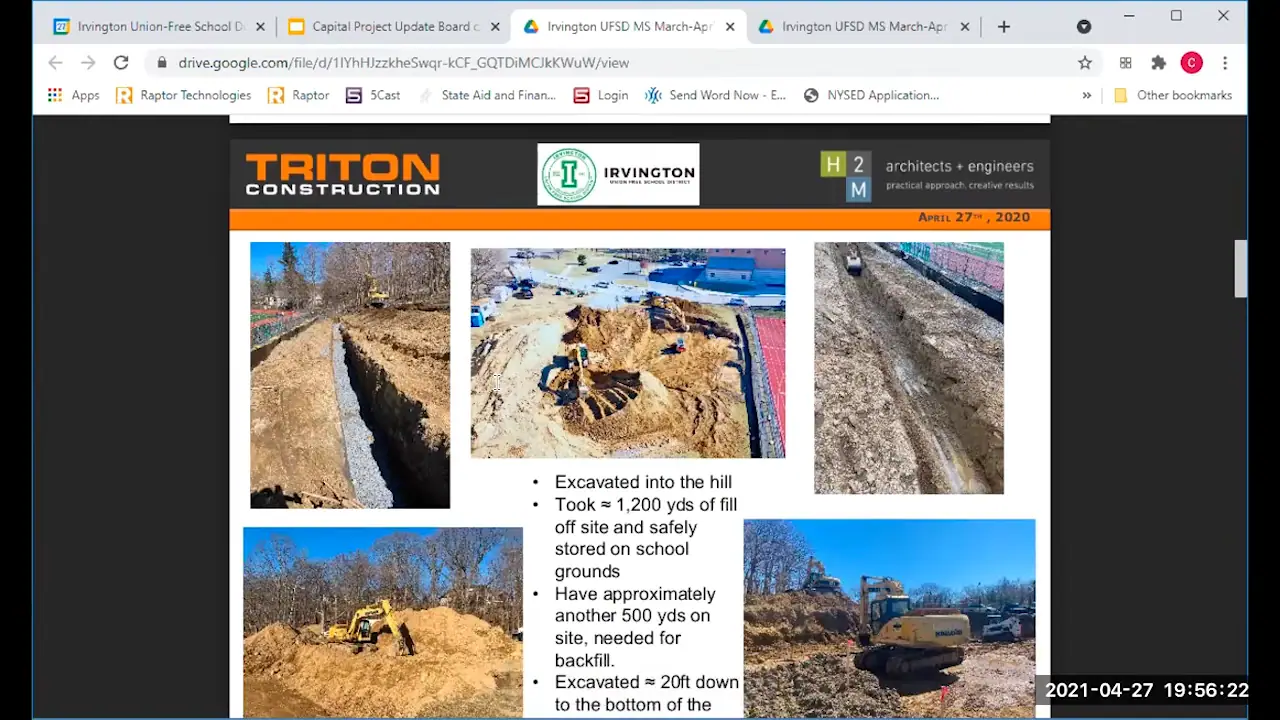 Irvington Union-Free School D
Capital Project Update Board c
Irvington UFSD MS March-Apr
Irvington UFSD MS March-Apr
drive.google.com/file/d/1IYhHJzzkheSwqr-kCF_GQTDiMCJkKWuW/view
C
Apps
Raptor Technologies
Raptor
5Cast
State Aid and Finan...
Login
Send Word Now - E...
NYSED Application...
»
Other bookmarks
TRITON
CONSTRUCTION
IRVINGTON
I
IRVINGTON
UNION FREE SCHOOL DISTRICT
H2M
architects + engineers
practical approach. creative results
April 27th , 2020
• Excavated into the hill
• Took ≈ 1,200 yds of fill
off site and safely
stored on school
grounds
• Have approximately
another 500 yds on
site, needed for
backfill.
• Excavated ≈ 20ft down
to the bottom of the
2021-04-27 19:56:22